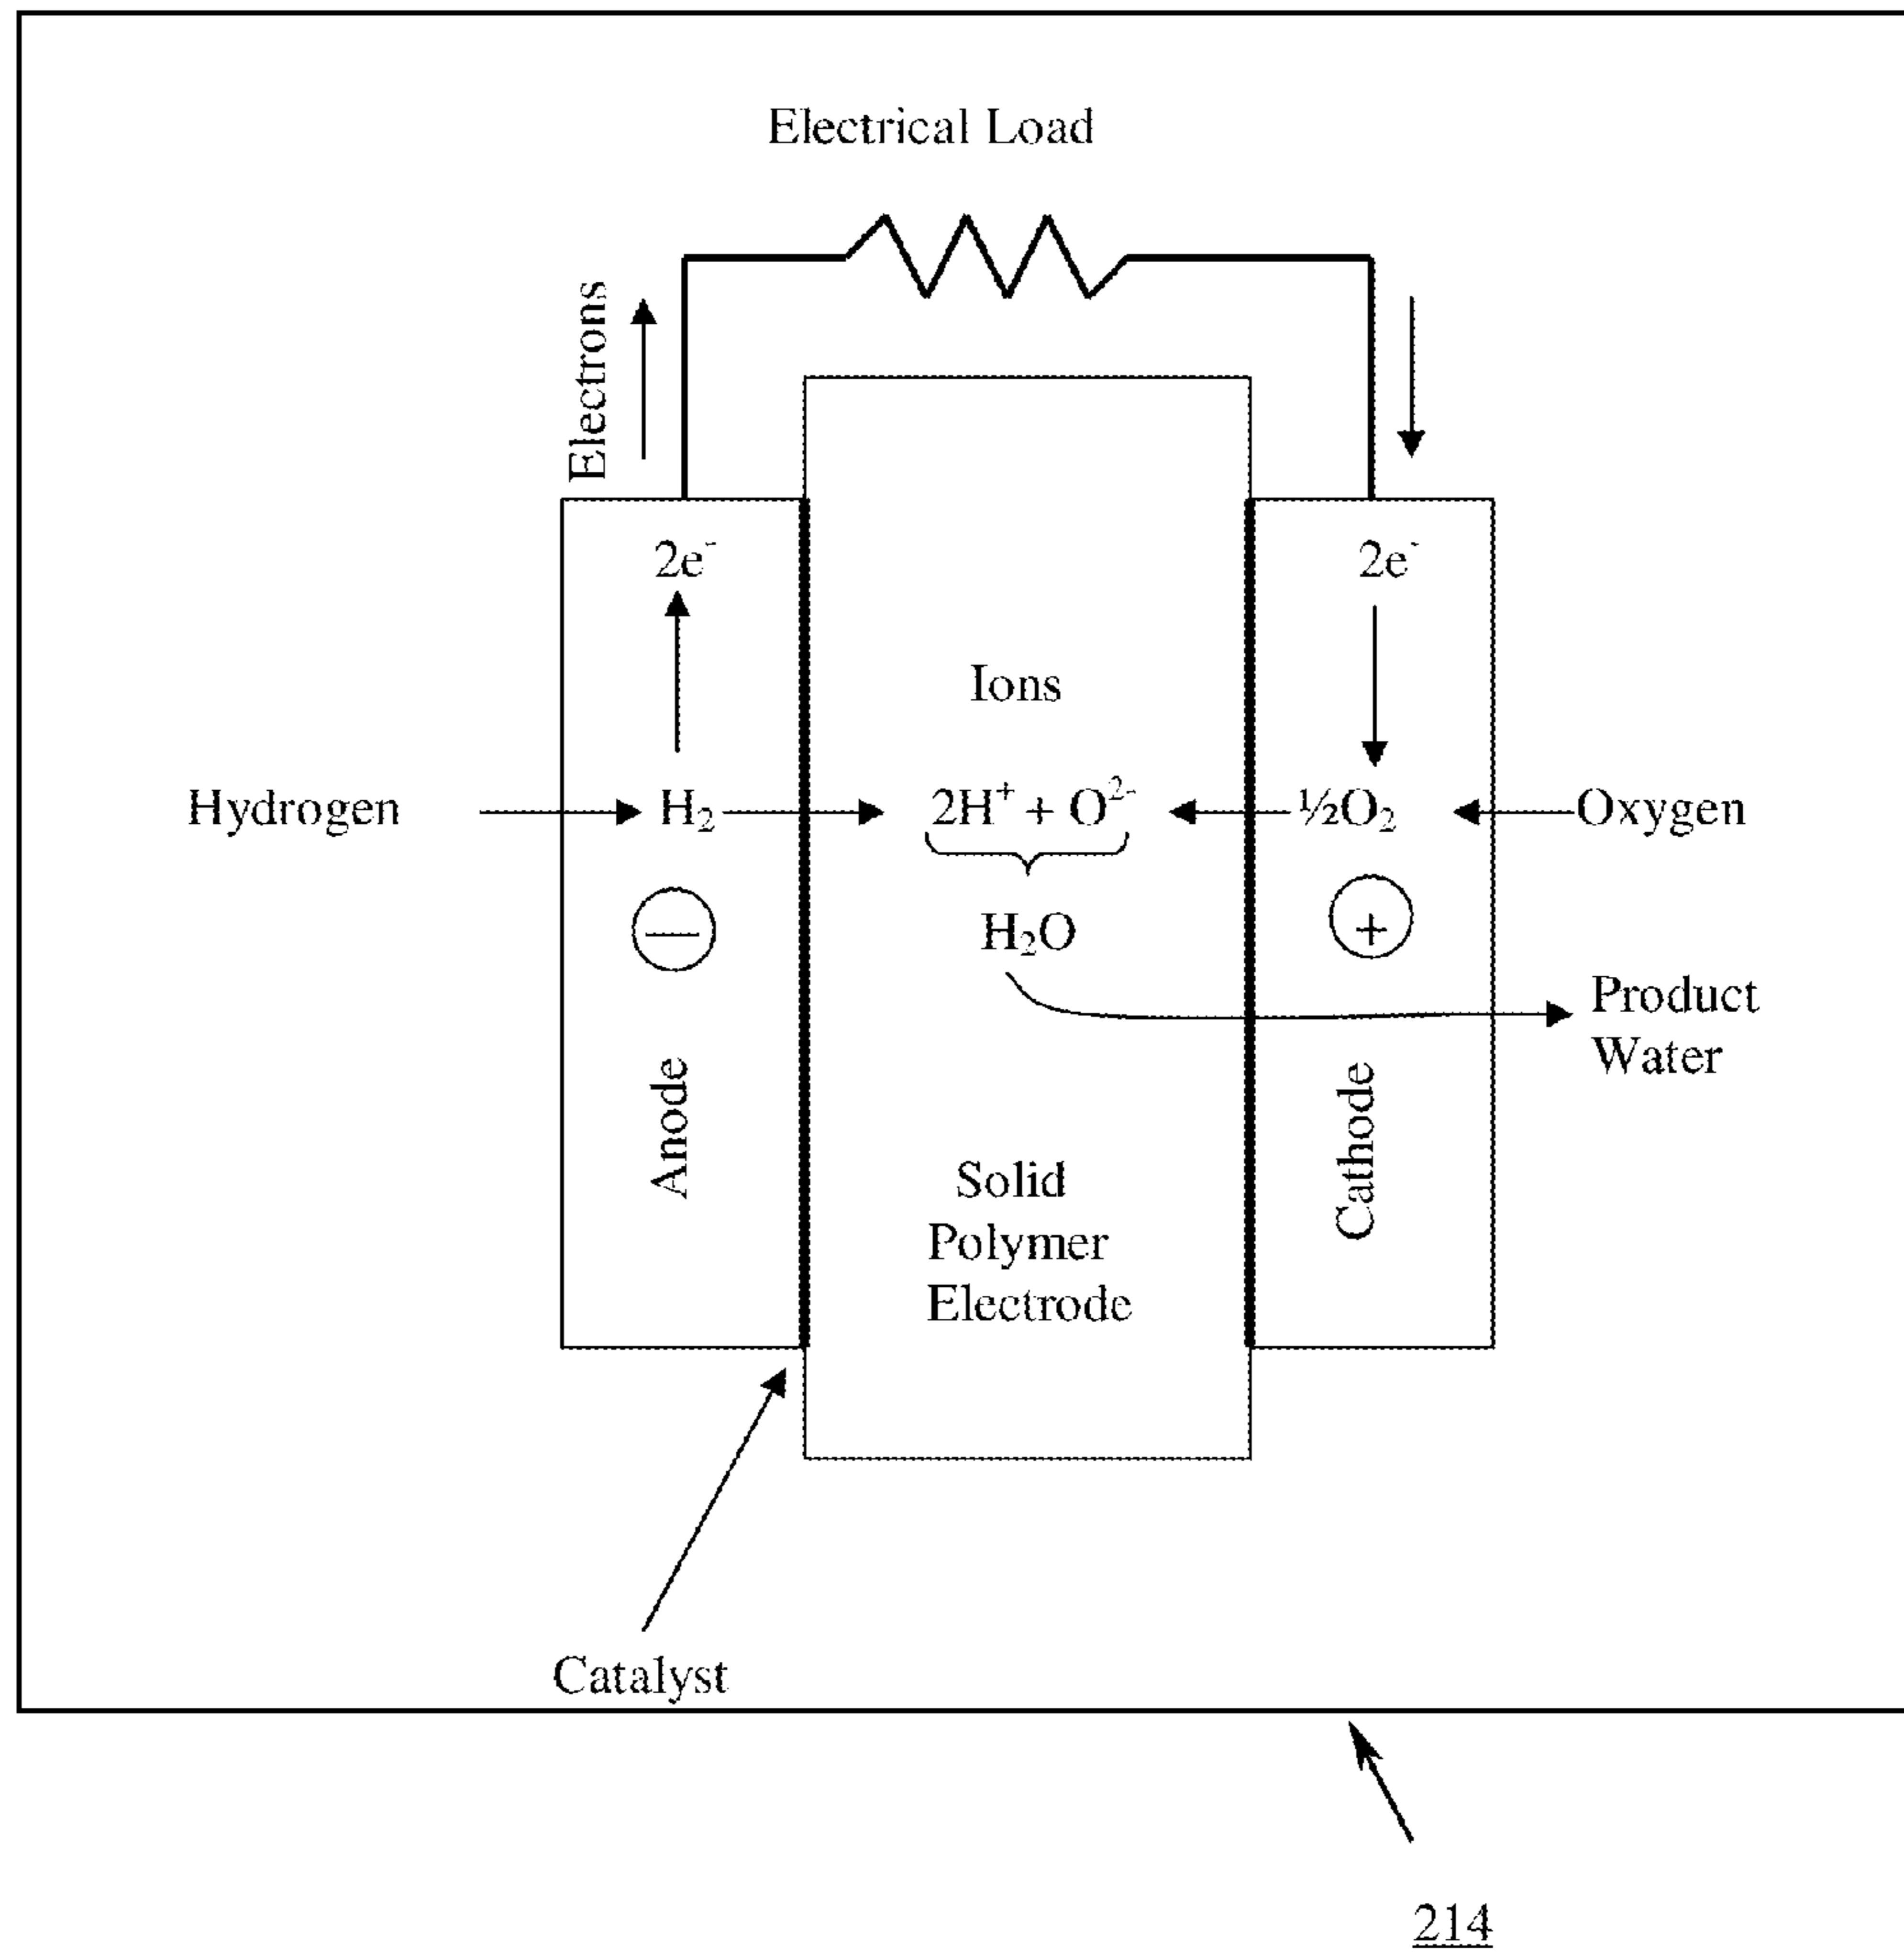 Electrical Load
Electrons
2e⁻
2e⁻
Ions
Hydrogen
H₂
2H⁺ + O²⁻
½O₂
Oxygen
—
+
H₂O
Product
Water
Anode
Cathode
Solid
Polymer
Electrode
Catalyst
214